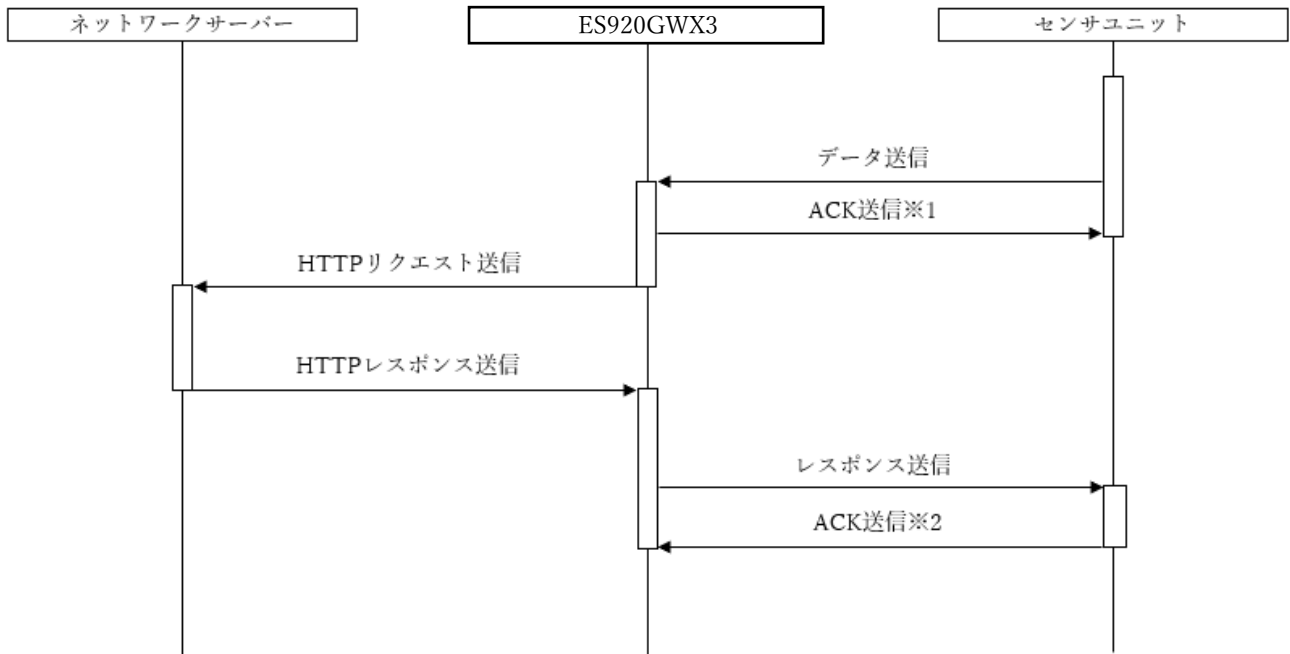 ネットワークサーバー
ES920GWX3
センサユニット
データ送信
ACK送信※1
HTTPリクエスト送信
HTTPレスポンス送信
レスポンス送信
ACK送信※2